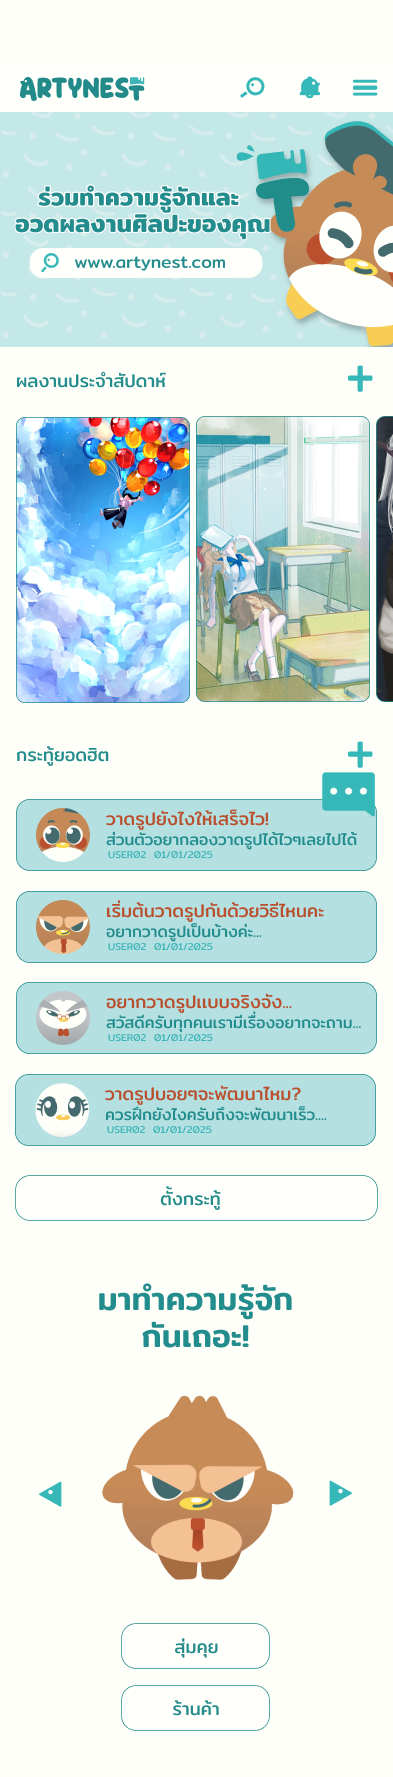 ARTYNEST
ร่วมทำความรู้จักและ
อวดผลงานศิลปะของคุณ
www.artynest.com
ผลงานประจำสัปดาห์
กระทู้ยอดฮิต
วาดรูปยังไงให้เสร็จไว!
ส่วนตัวอยากลองวาดรูปได้ไวๆเลยไปได้
USER02 01/01/2025
เริ่มต้นวาดรูปกันด้วยวิธีไหนคะ
อยากวาดรูปเป็นบ้างค่ะ...
USER02 01/01/2025
อยากวาดรูปแบบจริงจัง...
สวัสดีครับทุกคนเรามีเรื่องอยากจะถาม...
USER02 01/01/2025
วาดรูปบอยๆจะพัฒนาไหม?
ควรฝึกยังไงครับถึงจะพัฒนาเร็ว....
USER02 01/01/2025
ตั้งกระทู้
มาทำความรู้จัก
กันเถอะ!
สุ่มคุย
ร้านค้า